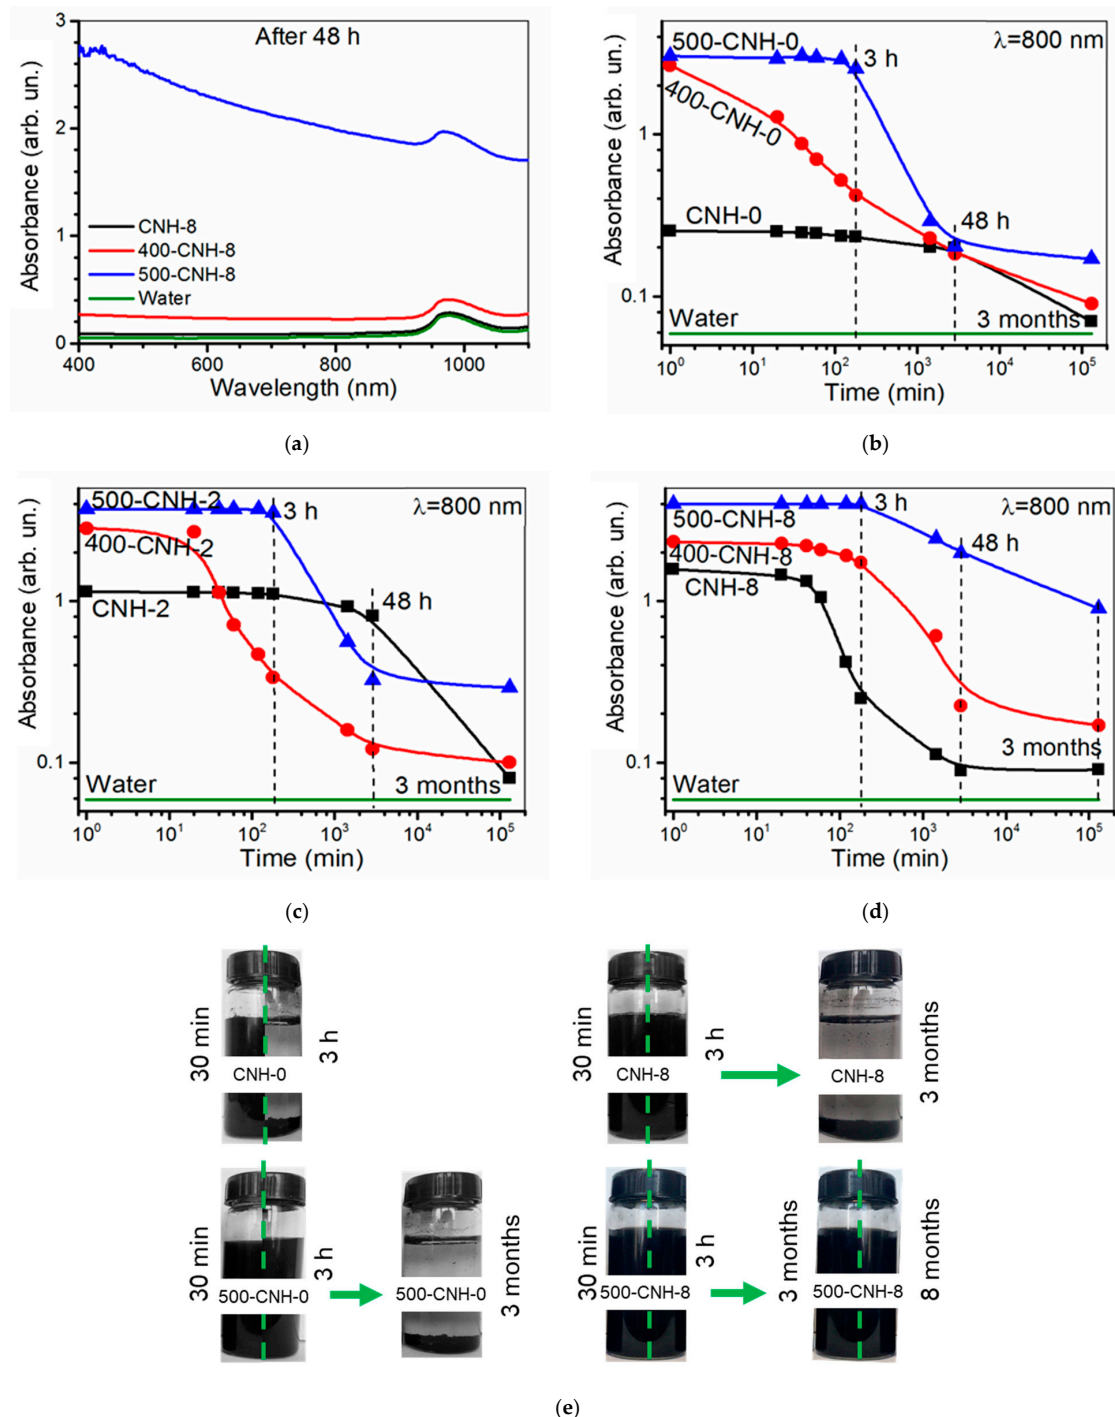 After 48 h
Absorbance (arb. un.)
3
2
1
0
CNH-8
400-CNH-8
500-CNH-8
Water
400
600
800
1000
Wavelength (nm)
(a)
500-CNH-0
λ=800 nm
3 h
400-CNH-0
CNH-0
48 h
Water
3 months
Absorbance (arb. un.)
1
0.1
10⁰
10¹
10²
10³
10⁴
10⁵
Time (min)
(b)
500-CNH-2
λ=800 nm
3 h
400-CNH-2
CNH-2
48 h
Water
3 months
Absorbance (arb. un.)
1
0.1
10⁰
10¹
10²
10³
10⁴
10⁵
Time (min)
(c)
3 h
λ=800 nm
500-CNH-8
48 h
400-CNH-8
CNH-8
3 months
Water
Absorbance (arb. un.)
1
0.1
10⁰
10¹
10²
10³
10⁴
10⁵
Time (min)
(d)
30 min
CNH-0
3 h
30 min
CNH-8
3 h
CNH-8
3 months
30 min
500-CNH-0
3 h
500-CNH-0
3 months
30 min
500-CNH-8
3 h
3 months
500-CNH-8
8 months
(e)